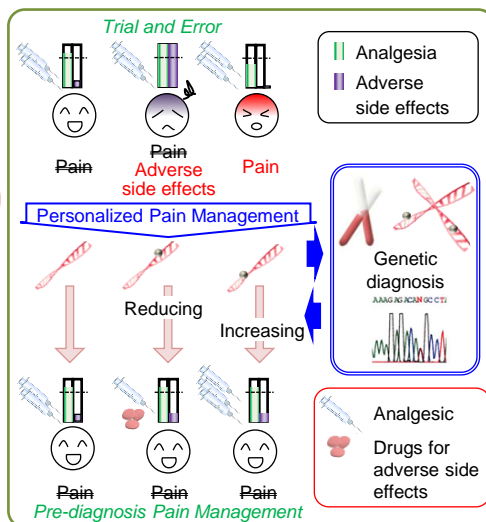 Trial and Error
Analgesia
Adverse
side effects
Pain
Pain
Adverse
side effects
Pain
Personalized Pain Management
Genetic
diagnosis
AAAGAGACANGCCT
Reducing
Increasing
Analgesic
Drugs for
adverse side
effects
Pain
Pain
Pain
Pre-diagnosis Pain Management